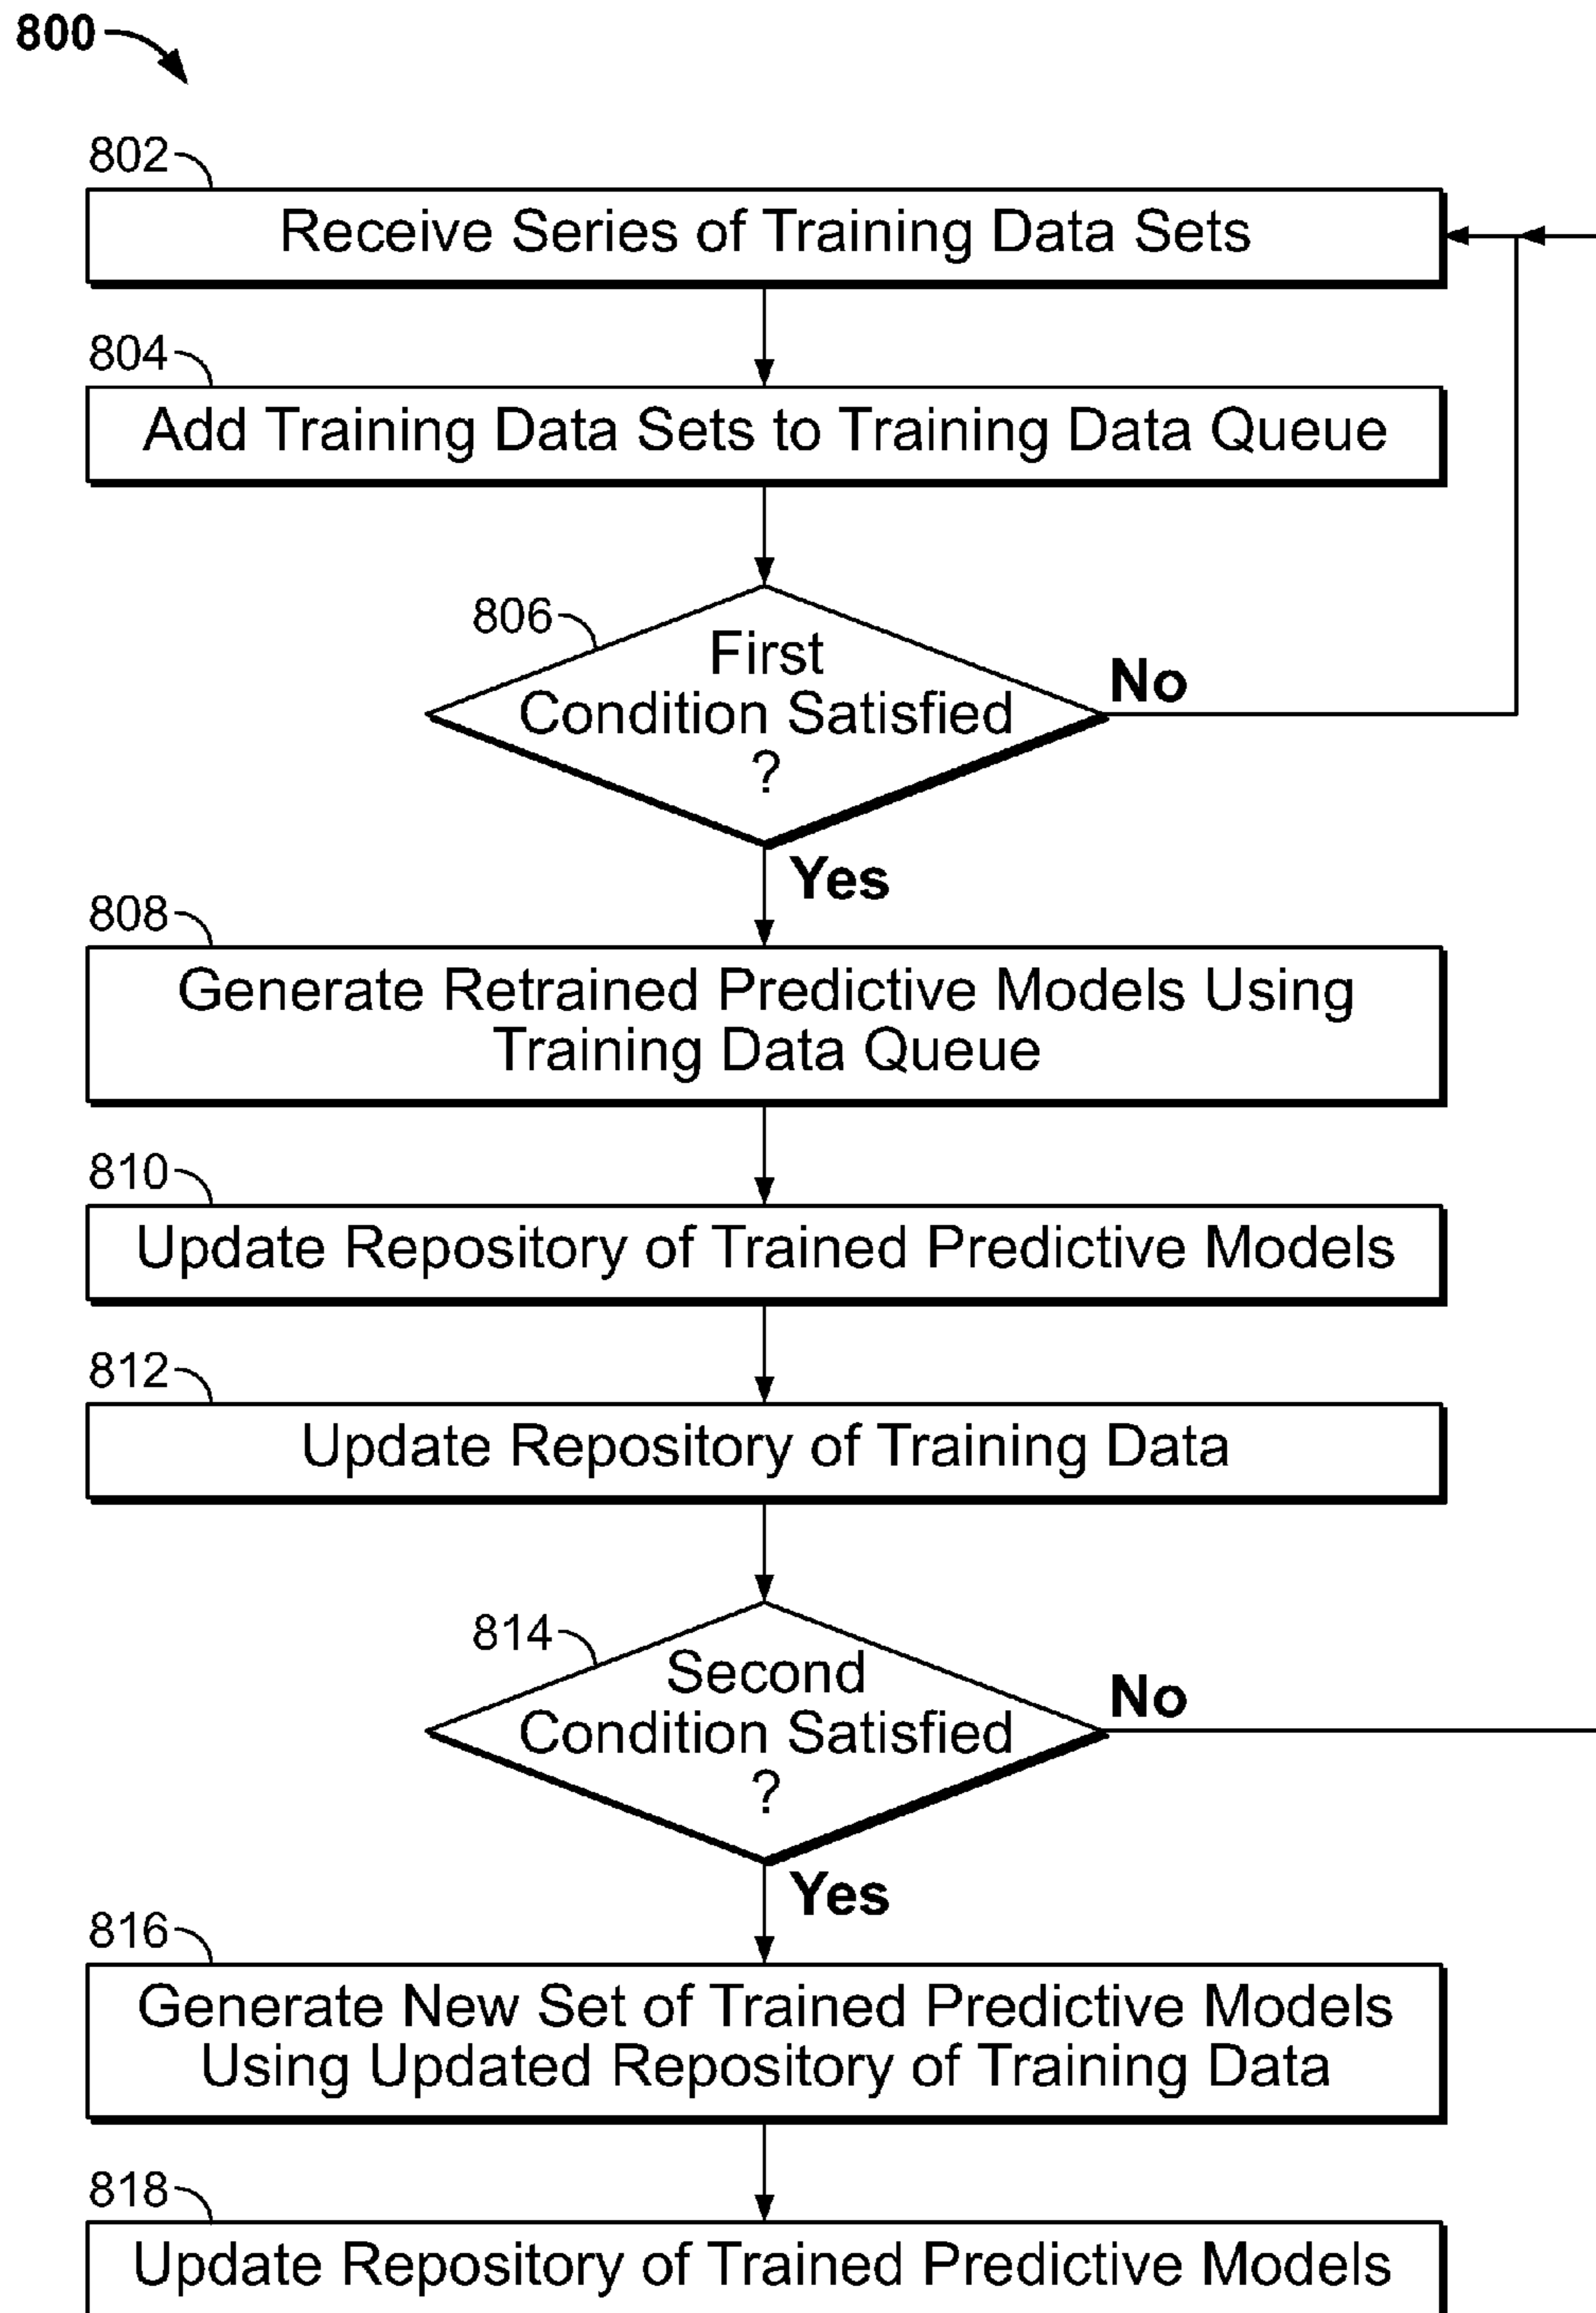 800
802
Receive Series of Training Data Sets
804
Add Training Data Sets to Training Data Queue
806
First
Condition Satisfied
?
No
Yes
808
Generate Retrained Predictive Models Using
Training Data Queue
810
Update Repository of Trained Predictive Models
812
Update Repository of Training Data
814
Second
Condition Satisfied
?
No
Yes
816
Generate New Set of Trained Predictive Models
Using Updated Repository of Training Data
818
Update Repository of Trained Predictive Models